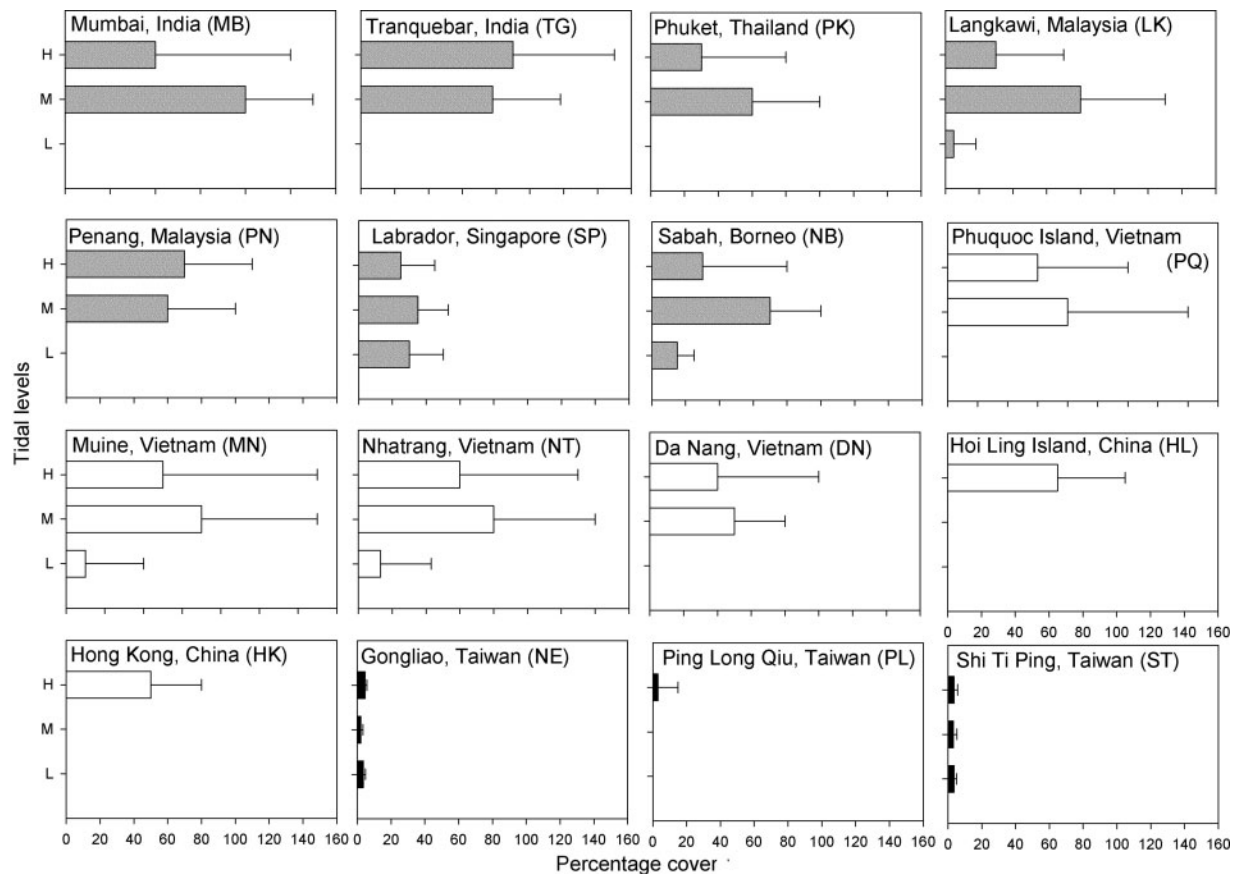 Mumbai, India (MB)
Tranquebar, India (TG)
Phuket, Thailand (PK)
Langkawi, Malaysia (LK)
H
M
L
Penang, Malaysia (PN)
Labrador, Singapore (SP)
Sabah, Borneo (NB)
Phuquoc Island, Vietnam
(PQ)
H
M
L
Tidal levels
Muine, Vietnam (MN)
Nhatrang, Vietnam (NT)
Da Nang, Vietnam (DN)
Hoi Ling Island, China (HL)
H
M
L
0 20 40 60 80 100 120 140 160
Hong Kong, China (HK)
Gongliao, Taiwan (NE)
Ping Long Qiu, Taiwan (PL)
Shi Ti Ping, Taiwan (ST)
H
M
L
0 20 40 60 80 100 120 140 160
0 20 40 60 80 100 120 140 160
0 20 40 60 80 100 120 140 160
0 20 40 60 80 100 120 140 160
Percentage cover